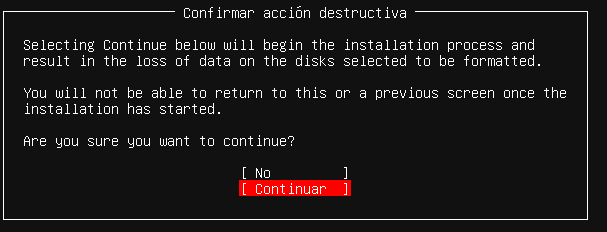 Confirmar acción destructiva
Selecting Continue below will begin the installation process and
result in the loss of data on the disks selected to be formatted.
You will not be able to return to this or a previous screen once the
installation has started.
Are you sure you want to continue?
[ No ]
[ Continuar ]